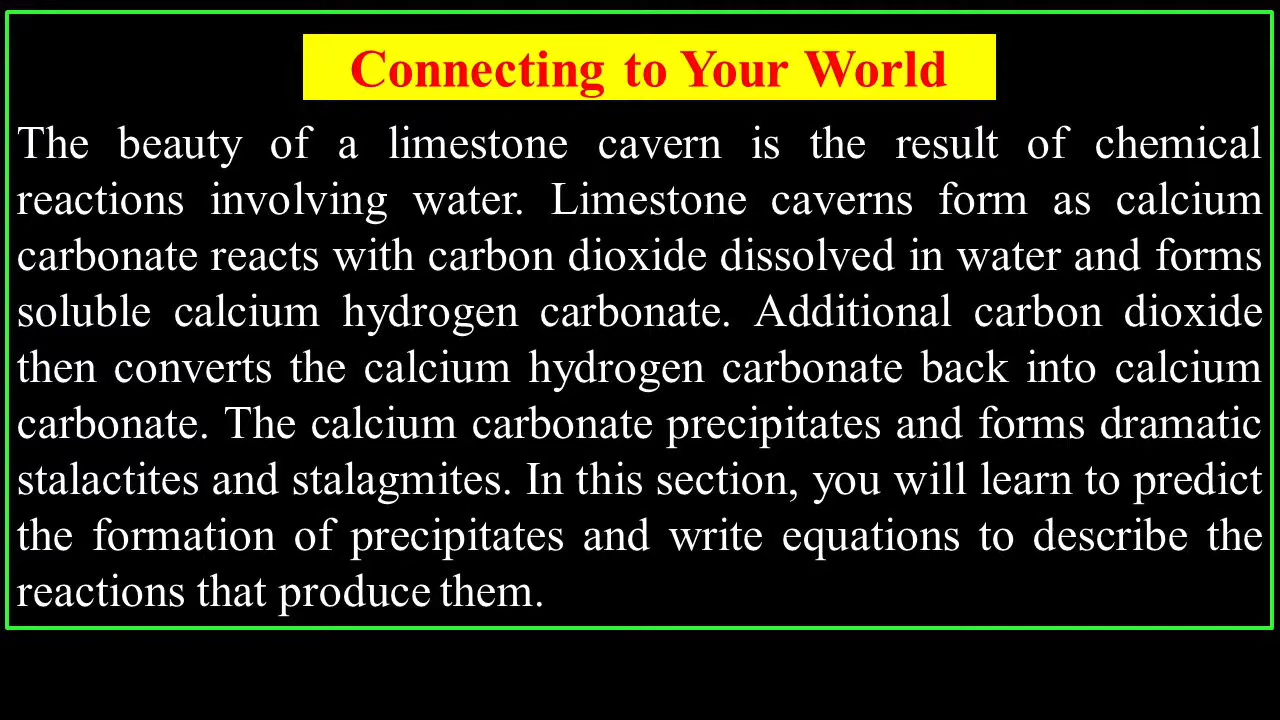 Connecting to Your World
The beauty of a limestone cavern is the result of chemical
reactions involving water. Limestone caverns form as calcium
carbonate reacts with carbon dioxide dissolved in water and forms
soluble calcium hydrogen carbonate. Additional carbon dioxide
then converts the calcium hydrogen carbonate back into calcium
carbonate. The calcium carbonate precipitates and forms dramatic
stalactites and stalagmites. In this section, you will learn to predict
the formation of precipitates and write equations to describe the
reactions that produce them.